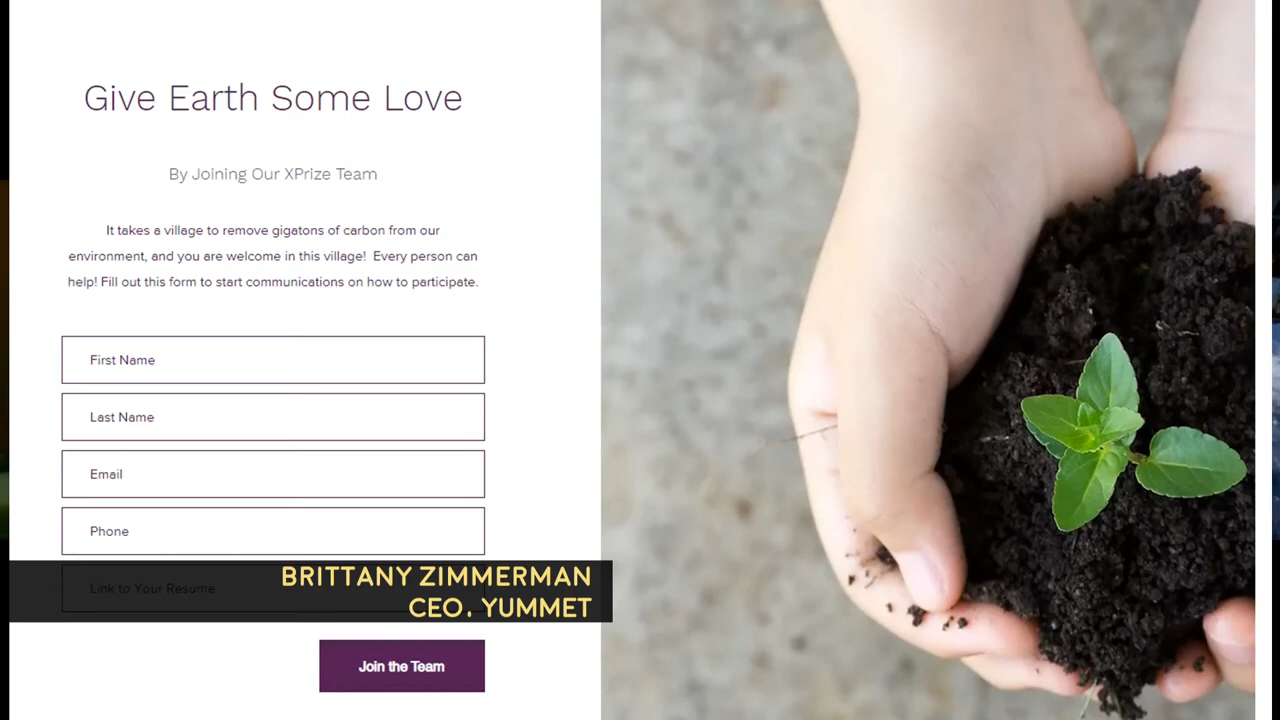 Give Earth Some Love
By Joining Our XPrize Team
It takes a village to remove gigatons of carbon from our
environment, and you are welcome in this village! Every person can
help! Fill out this form to start communications on how to participate.
First Name
Last Name
Email
Phone
Link to Your Resume
BRITTANY ZIMMERMAN
CEO. YUMMET
Join the Team